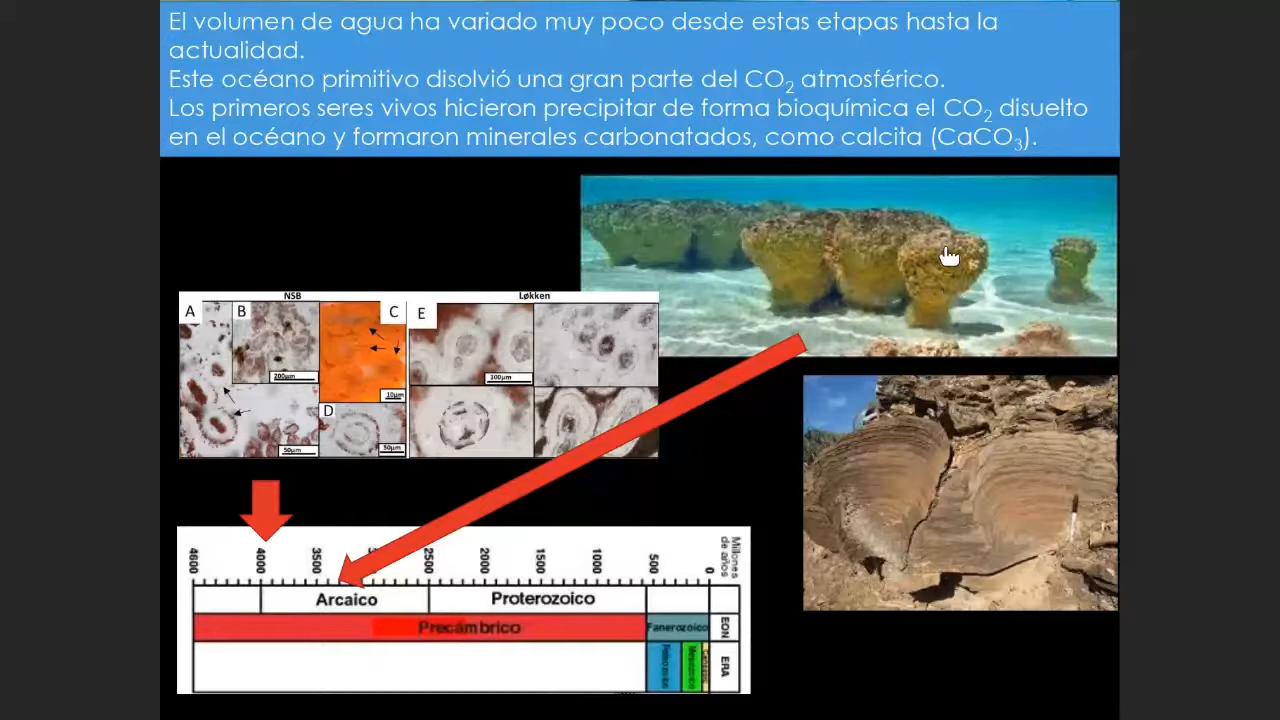 El volumen de agua ha variado muy poco desde estas etapas hasta la
actualidad.
Este océano primitivo disolvió una gran parte del CO₂ atmosférico.
Los primeros seres vivos hicieron precipitar de forma bioquímica el CO₂ disuelto
en el océano y formaron minerales carbonatados, como calcita (CaCO₃).
NSB
Løkken
A
B
C
E
200µm
10µm
100µm
D
50µm
50µm
4600
4000
3500
2500
2000
1500
1000
500
0
Millones
de años
Arcaico
Proterozoico
EON
Precámbrico
Fanerozoico
ERA
Paleozoico
Mesozoico